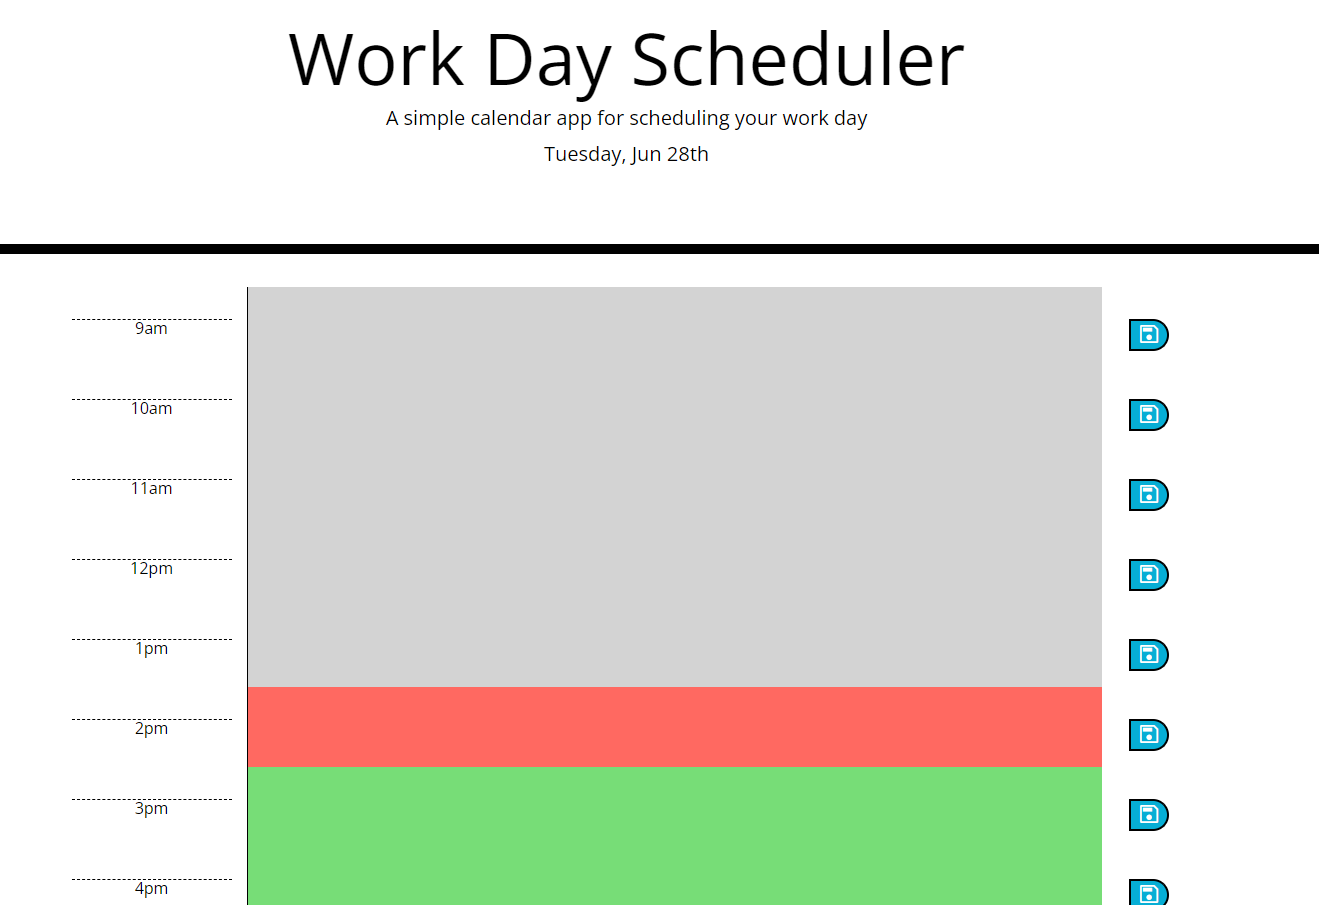 Work Day Scheduler
A simple calendar app for scheduling your work day
Tuesday, Jun 28th
9am
10am
11am
12pm
1pm
2pm
3pm
4pm